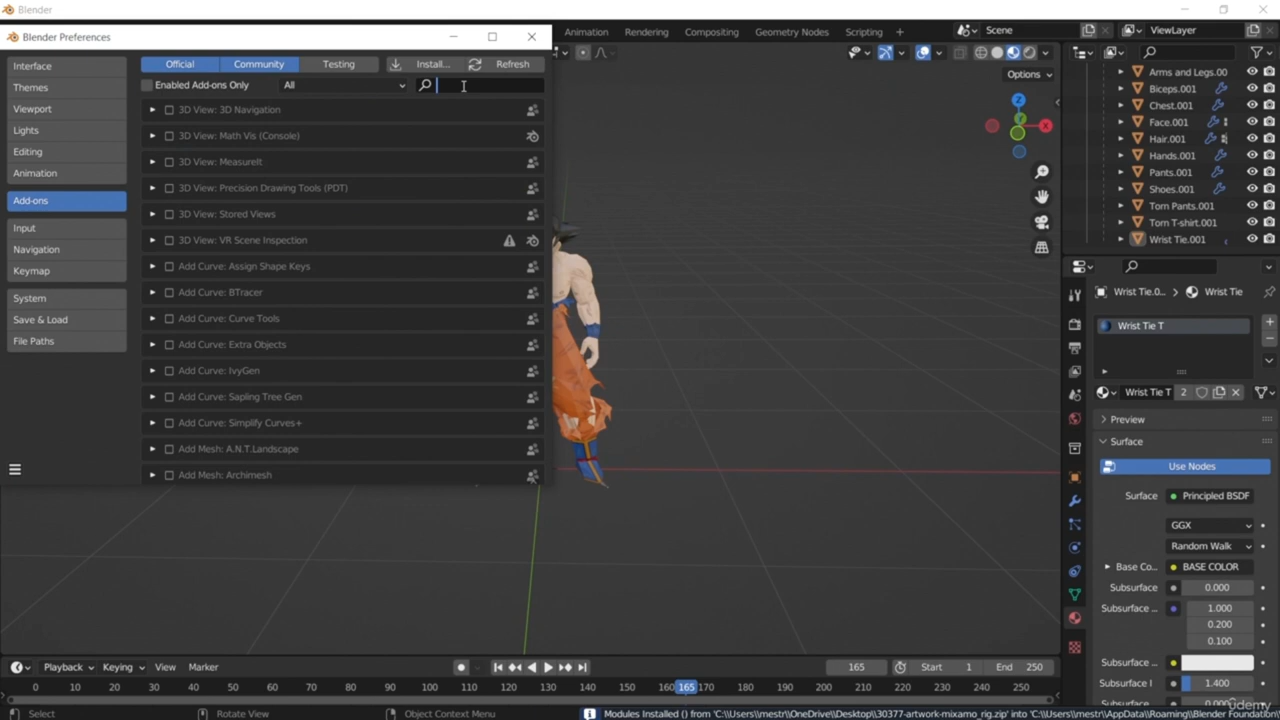 Blender
Blender Preferences
Animation Rendering Compositing Geometry Nodes Scripting + Scene ViewLayer
Official Community Testing Install... Refresh
Enabled Add-ons Only All
Options
Interface
Themes
Viewport
Lights
Editing
Animation
Add-ons
Input
Navigation
Keymap
System
Save & Load
File Paths
3D View: 3D Navigation
3D View: Math Vis (Console)
3D View: MeasureIt
3D View: Precision Drawing Tools (PDT)
3D View: Stored Views
3D View: VR Scene Inspection
Add Curve: Assign Shape Keys
Add Curve: BTracer
Add Curve: Curve Tools
Add Curve: Extra Objects
Add Curve: IvyGen
Add Curve: Sapling Tree Gen
Add Curve: Simplify Curves+
Add Mesh: A.N.T.Landscape
Add Mesh: Archimesh
Z
X
Y
Arms and Legs.00
Biceps.001
Chest.001
Face.001
Hair.001
Hands.001
Pants.001
Shoes.001
Torn Pants.001
Torn T-shirt.001
Wrist Tie.001
Wrist Tie.0... > Wrist Tie
Wrist Tie T
Wrist Tie T 2
Preview
Surface
Use Nodes
Surface Principled BSDF
GGX
Random Walk
Base Co... BASE COLOR
Subsurface 0.000
Subsurface ... 1.000
0.200
0.100
Subsurface ...
Subsurface I 1.400
Playback Keying View Marker 165 Start 1 End 250
0 10 20 30 40 50 60 70 80 90 100 110 120 130 140 150 160 165 170 180 190 200 210 220 230 240 250
Select Rotate View Object Context Menu Modules Installed () from 'C:\\Users\\mestr\\OneDrive\\Desktop\\30377-artwork-mixamo_rig.zip' into 'C:\\Users\\mestr\\AppData\\Roaming\\Blender Foundation
udemy